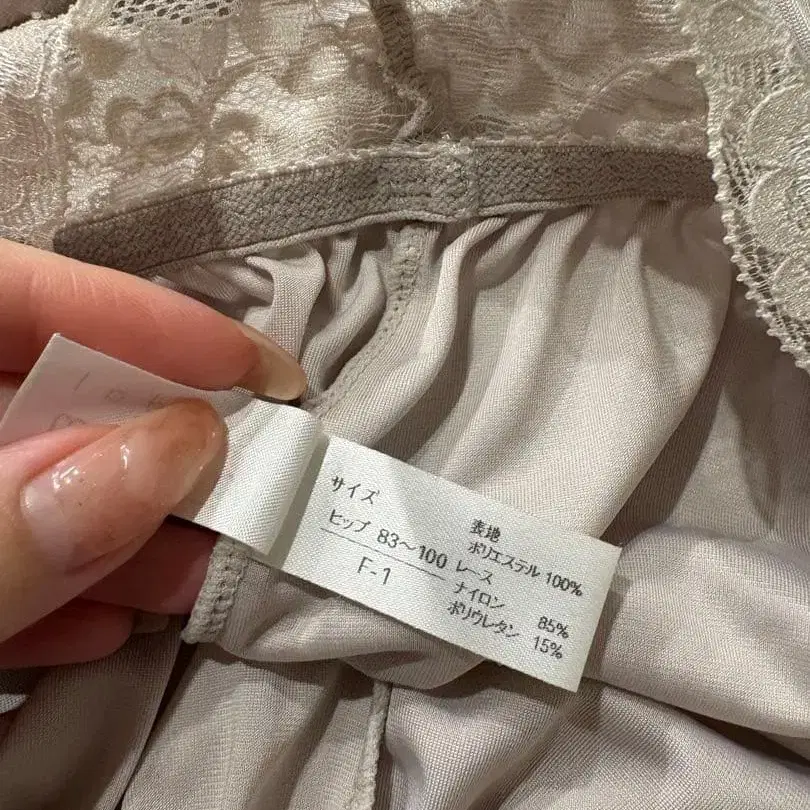 サイズ
ヒップ 83～100
F-1
表地
ポリエステル 100%
レース
ナイロン 85%
ポリウレタン 15%